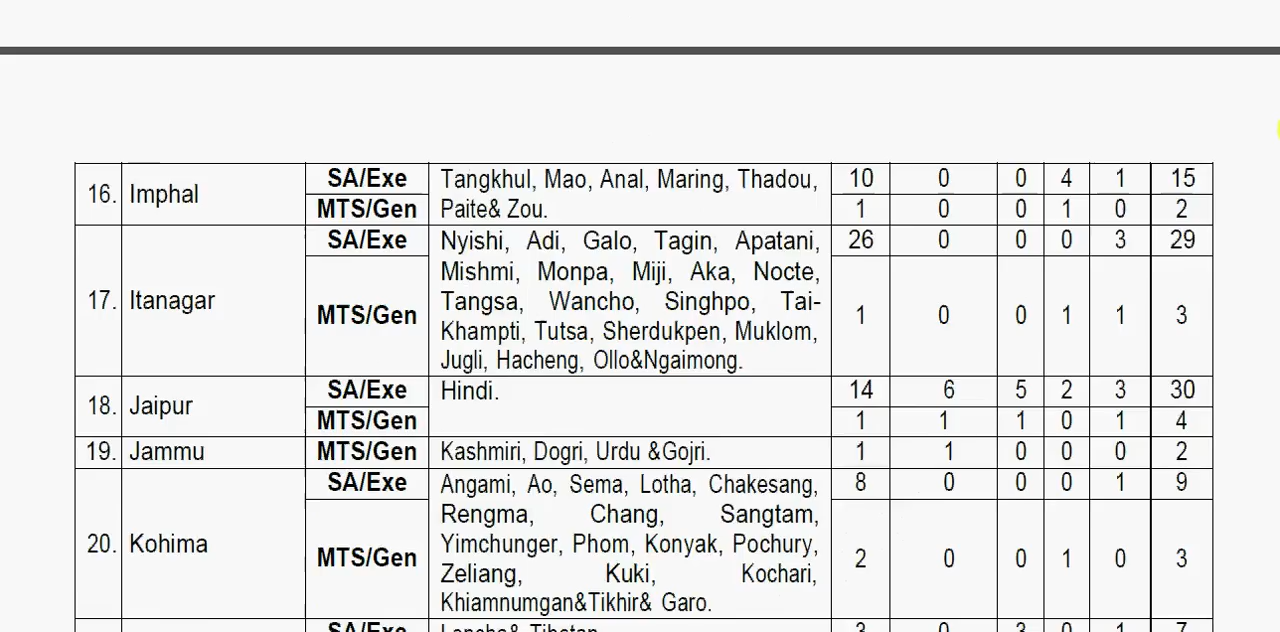 16. Imphal SA/Exe Tangkhul, Mao, Anal, Maring, Thadou, 10 0 0 4 1 15
MTS/Gen Paite& Zou. 1 0 0 1 0 2
17. Itanagar SA/Exe Nyishi, Adi, Galo, Tagin, Apatani, 26 0 0 0 3 29
Mishmi, Monpa, Miji, Aka, Nocte,
Tangsa, Wancho, Singhpo, Tai-
MTS/Gen 1 0 0 1 1 3
Khampti, Tutsa, Sherdukpen, Muklom,
Jugli, Hacheng, Ollo&Ngaimong.
18. Jaipur SA/Exe Hindi. 14 6 5 2 3 30
MTS/Gen 1 1 1 0 1 4
19. Jammu MTS/Gen Kashmiri, Dogri, Urdu &Gojri. 1 1 0 0 0 2
20. Kohima SA/Exe Angami, Ao, Sema, Lotha, Chakesang, 8 0 0 0 1 9
Rengma, Chang, Sangtam,
Yimchunger, Phom, Konyak, Pochury,
MTS/Gen 2 0 0 1 0 3
Zeliang, Kuki, Kochari,
Khiamnumgan&Tikhir& Garo.
SA/Exe Lepcha& Tibetan 3 0 3 0 1 7